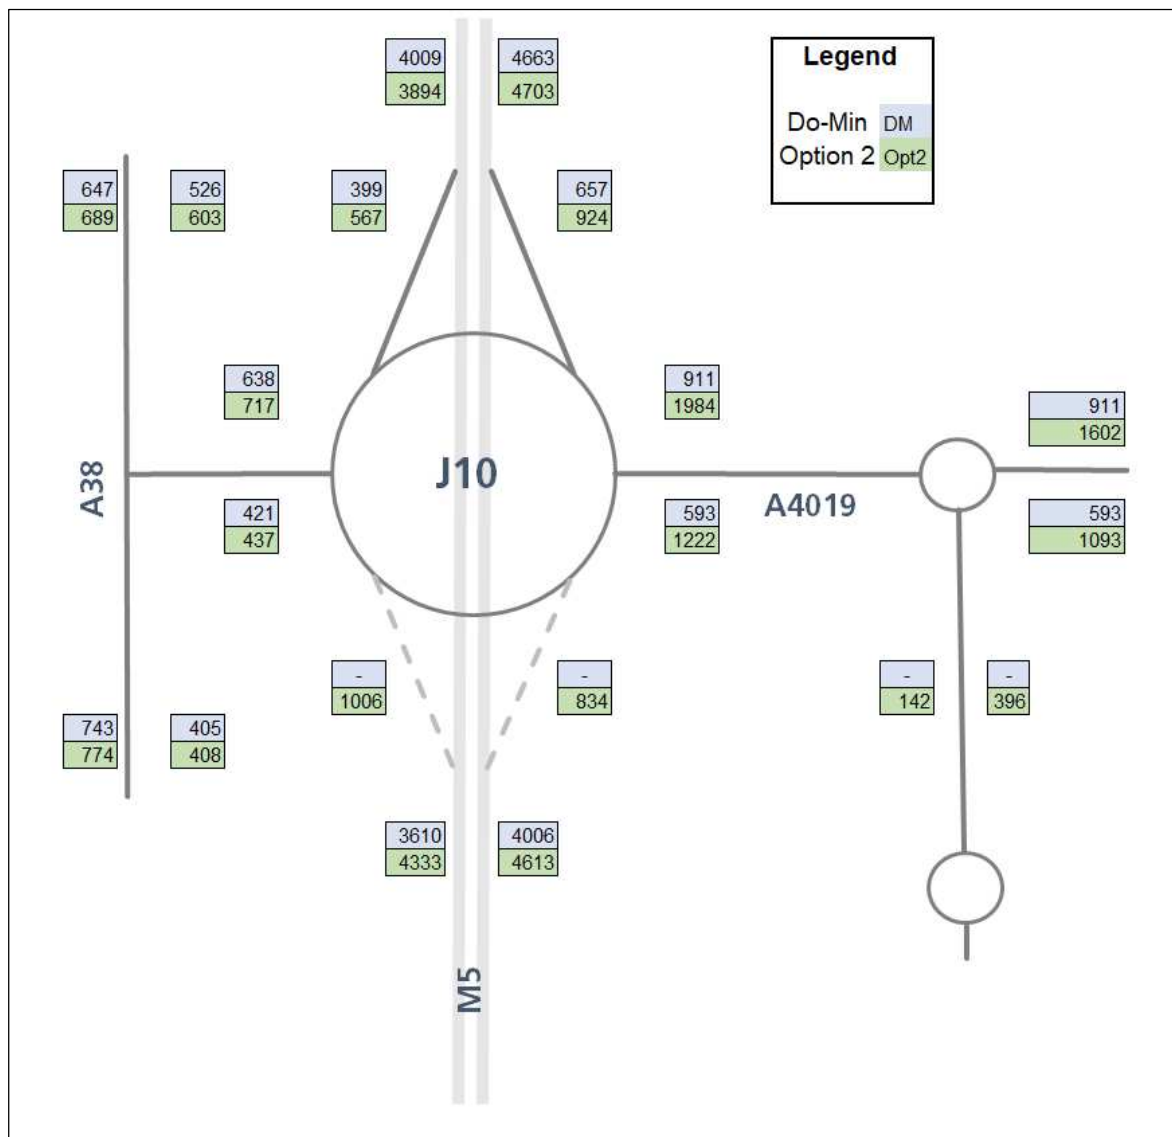 4009 4663
3894 4703
Legend
Do-Min DM
Option 2 Opt2
647 526 399 657
689 603 567 924
638 911 911
717 1984 1602
A38
J10
A4019
421 593 593
437 1222 1093
- - - -
1006 834 142 396
743 405
774 408
3610 4006
4333 4613
M5